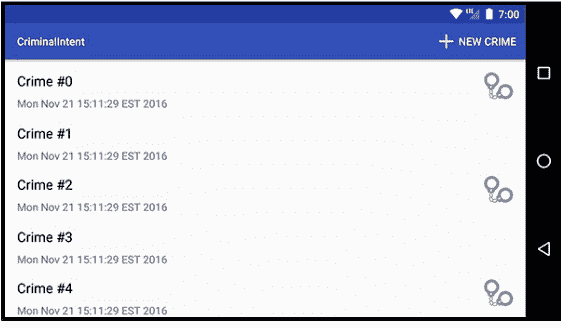 7:00
CriminalIntent
NEW CRIME
Crime #0
Mon Nov 21 15:11:29 EST 2016
Crime #1
Mon Nov 21 15:11:29 EST 2016
Crime #2
Mon Nov 21 15:11:29 EST 2016
Crime #3
Mon Nov 21 15:11:29 EST 2016
Crime #4
Mon Nov 21 15:11:29 EST 2016